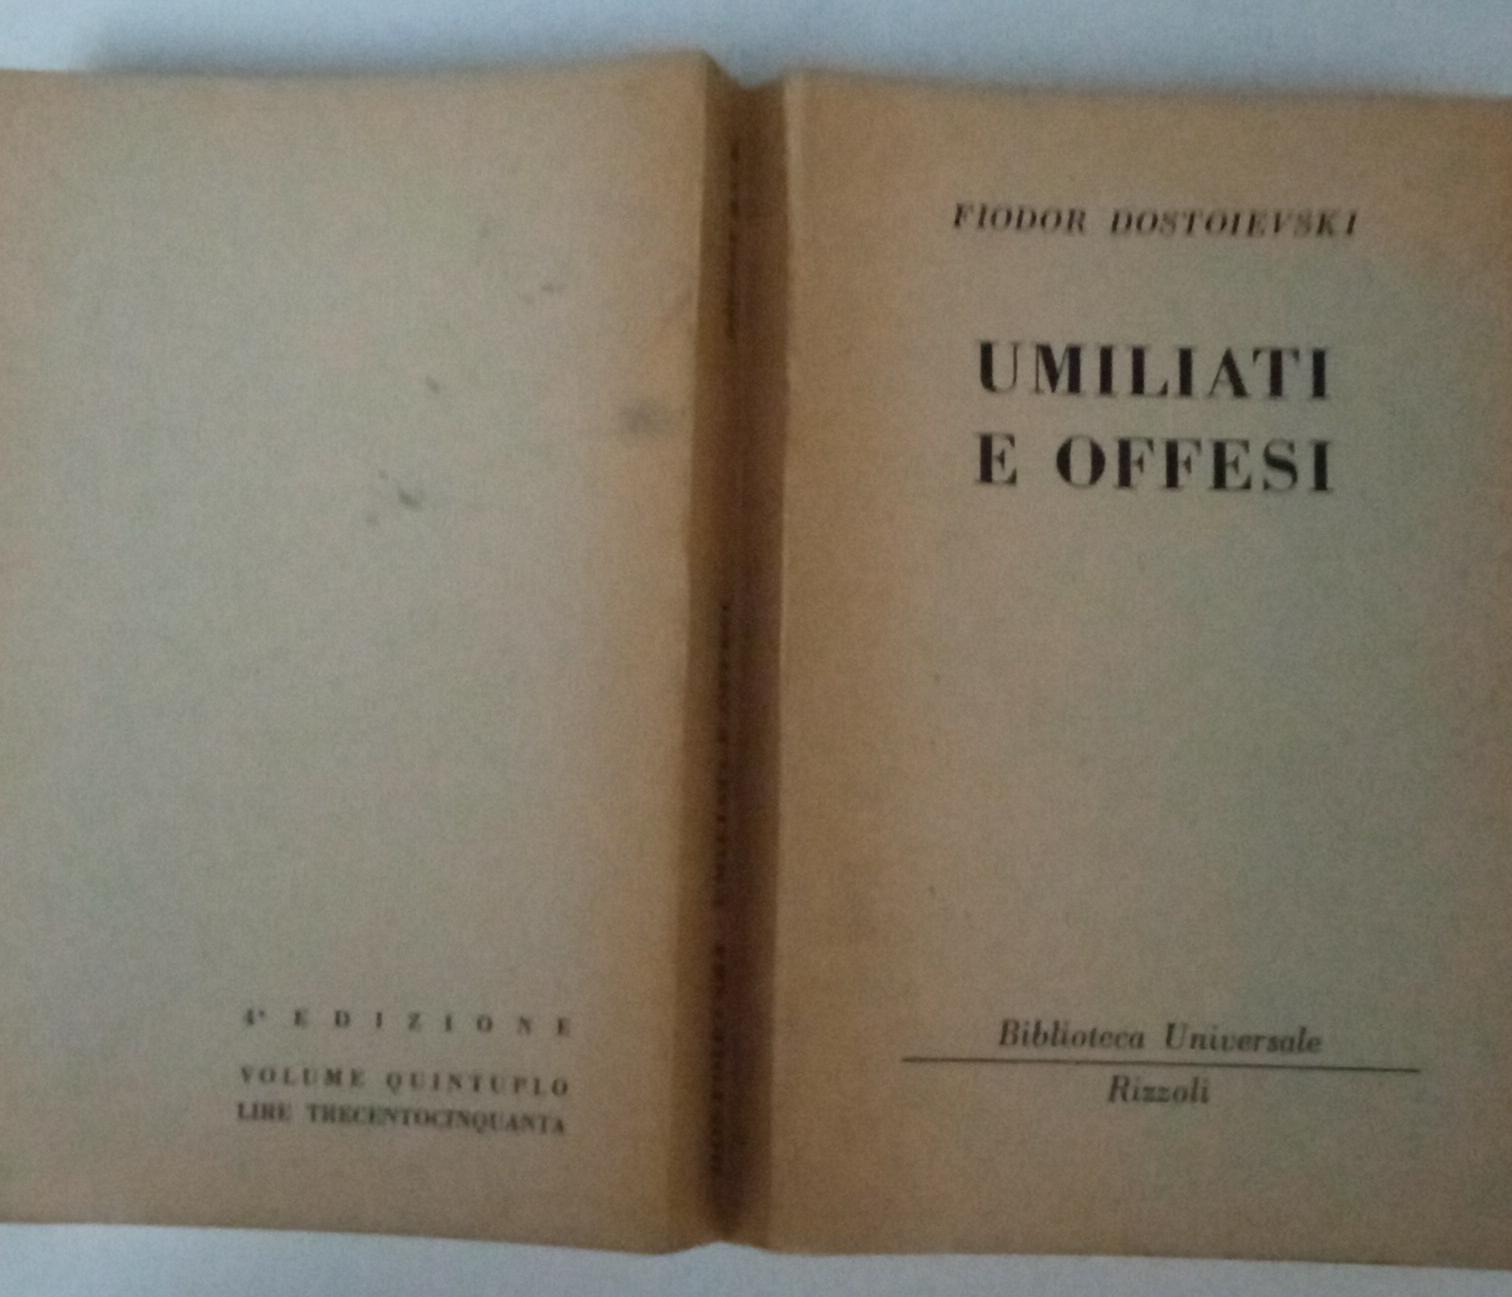 FIODOR DOSTOIEVSKI
UMILIATI
E OFFESI
Biblioteca Universale
Rizzoli
4ª EDIZIONE
VOLUME QUINTUPLO
LIRE TRECENTOCINQUANTA